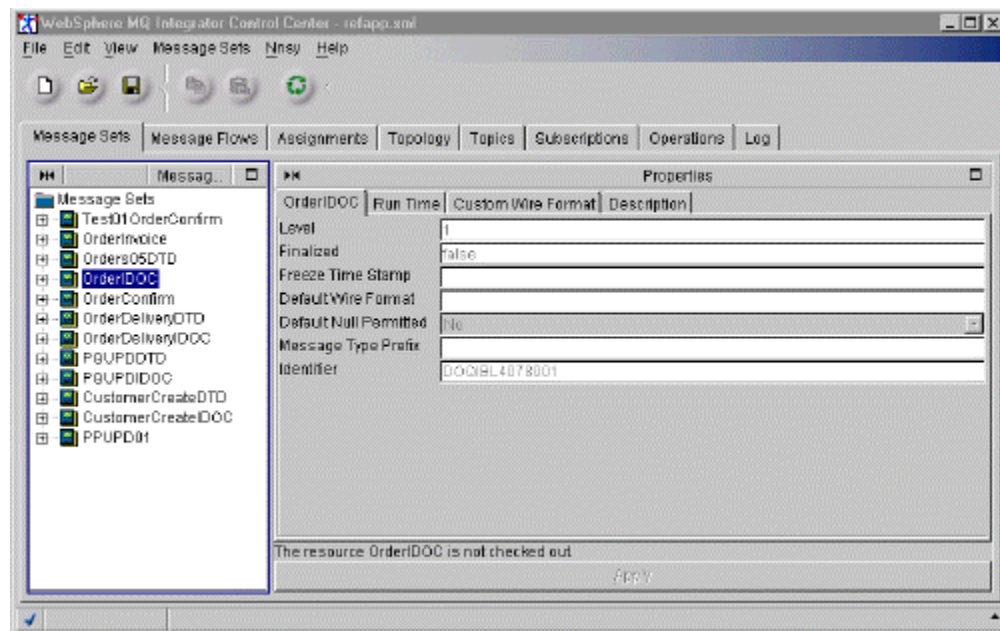 WebSphere MQ Integrator Control Center - refapp.xml
File Edit View Message Sets Nnsy Help
Message Sets Message Flows Assignments Topology Topics Subscriptions Operations Log
Messag... Properties
Message Sets
Test01OrderConfirm
OrderInvoice
Orders05DTD
OrderIDOC
OrderConfirm
OrderDeliveryDTD
OrderDeliveryIDOC
PGUPDDTD
PGUPDIDOC
CustomerCreateDTD
CustomerCreateIDOC
PPUPD01
OrderIDOC Run Time Custom Wire Format Description
Level 1
Finalized false
Freeze Time Stamp
Default Wire Format
Default Null Permitted No
Message Type Prefix
Identifier
The resource OrderIDOC is not checked out
Apply